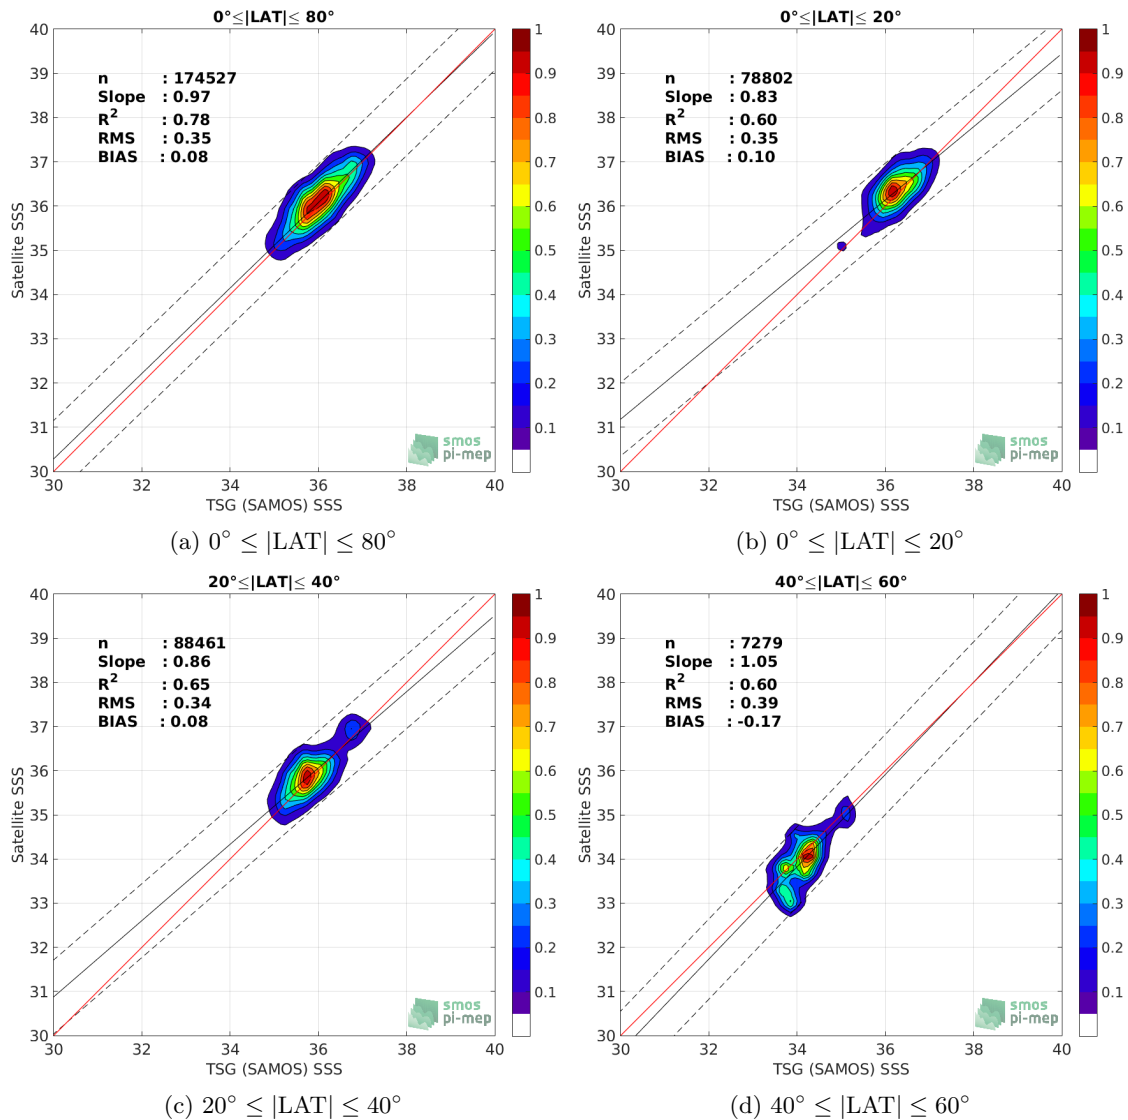 0°≤|LAT|≤ 80°
40
39
38
37
36
35
34
33
32
31
30
Satellite SSS
n : 174527
Slope : 0.97
R² : 0.78
RMS : 0.35
BIAS : 0.08
smos
pi-mep
30 32 34 36 38 40
TSG (SAMOS) SSS
1
0.9
0.8
0.7
0.6
0.5
0.4
0.3
0.2
0.1
(a) 0° ≤ |LAT| ≤ 80°
0°≤|LAT|≤ 20°
40
39
38
37
36
35
34
33
32
31
30
Satellite SSS
n : 78802
Slope : 0.83
R² : 0.60
RMS : 0.35
BIAS : 0.10
smos
pi-mep
30 32 34 36 38 40
TSG (SAMOS) SSS
1
0.9
0.8
0.7
0.6
0.5
0.4
0.3
0.2
0.1
(b) 0° ≤ |LAT| ≤ 20°
20°≤|LAT|≤ 40°
40
39
38
37
36
35
34
33
32
31
30
Satellite SSS
n : 88461
Slope : 0.86
R² : 0.65
RMS : 0.34
BIAS : 0.08
smos
pi-mep
30 32 34 36 38 40
TSG (SAMOS) SSS
1
0.9
0.8
0.7
0.6
0.5
0.4
0.3
0.2
0.1
(c) 20° ≤ |LAT| ≤ 40°
40°≤|LAT|≤ 60°
40
39
38
37
36
35
34
33
32
31
30
Satellite SSS
n : 7279
Slope : 1.05
R² : 0.60
RMS : 0.39
BIAS : -0.17
smos
pi-mep
30 32 34 36 38 40
TSG (SAMOS) SSS
1
0.9
0.8
0.7
0.6
0.5
0.4
0.3
0.2
0.1
(d) 40° ≤ |LAT| ≤ 60°